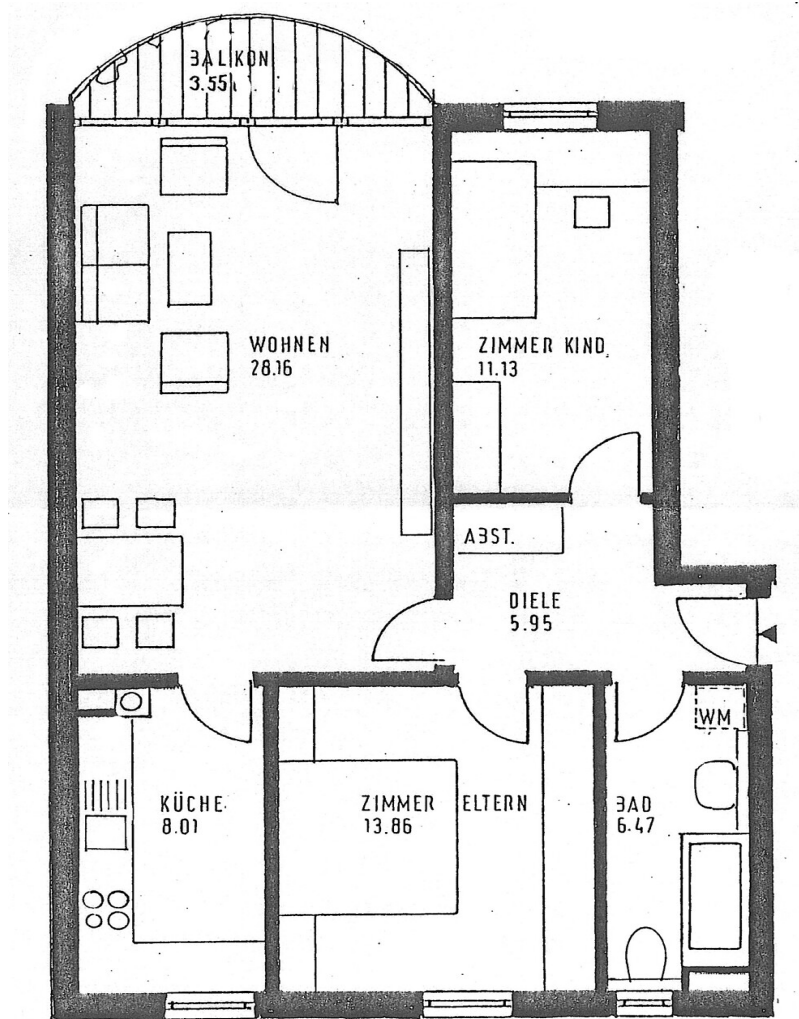 BALKON
3.55
WOHNEN
28.16
ZIMMER KIND
11.13
ABST.
DIELE
5.95
WM
KÜCHE
8.01
ZIMMER ELTERN
13.86
BAD
6.47